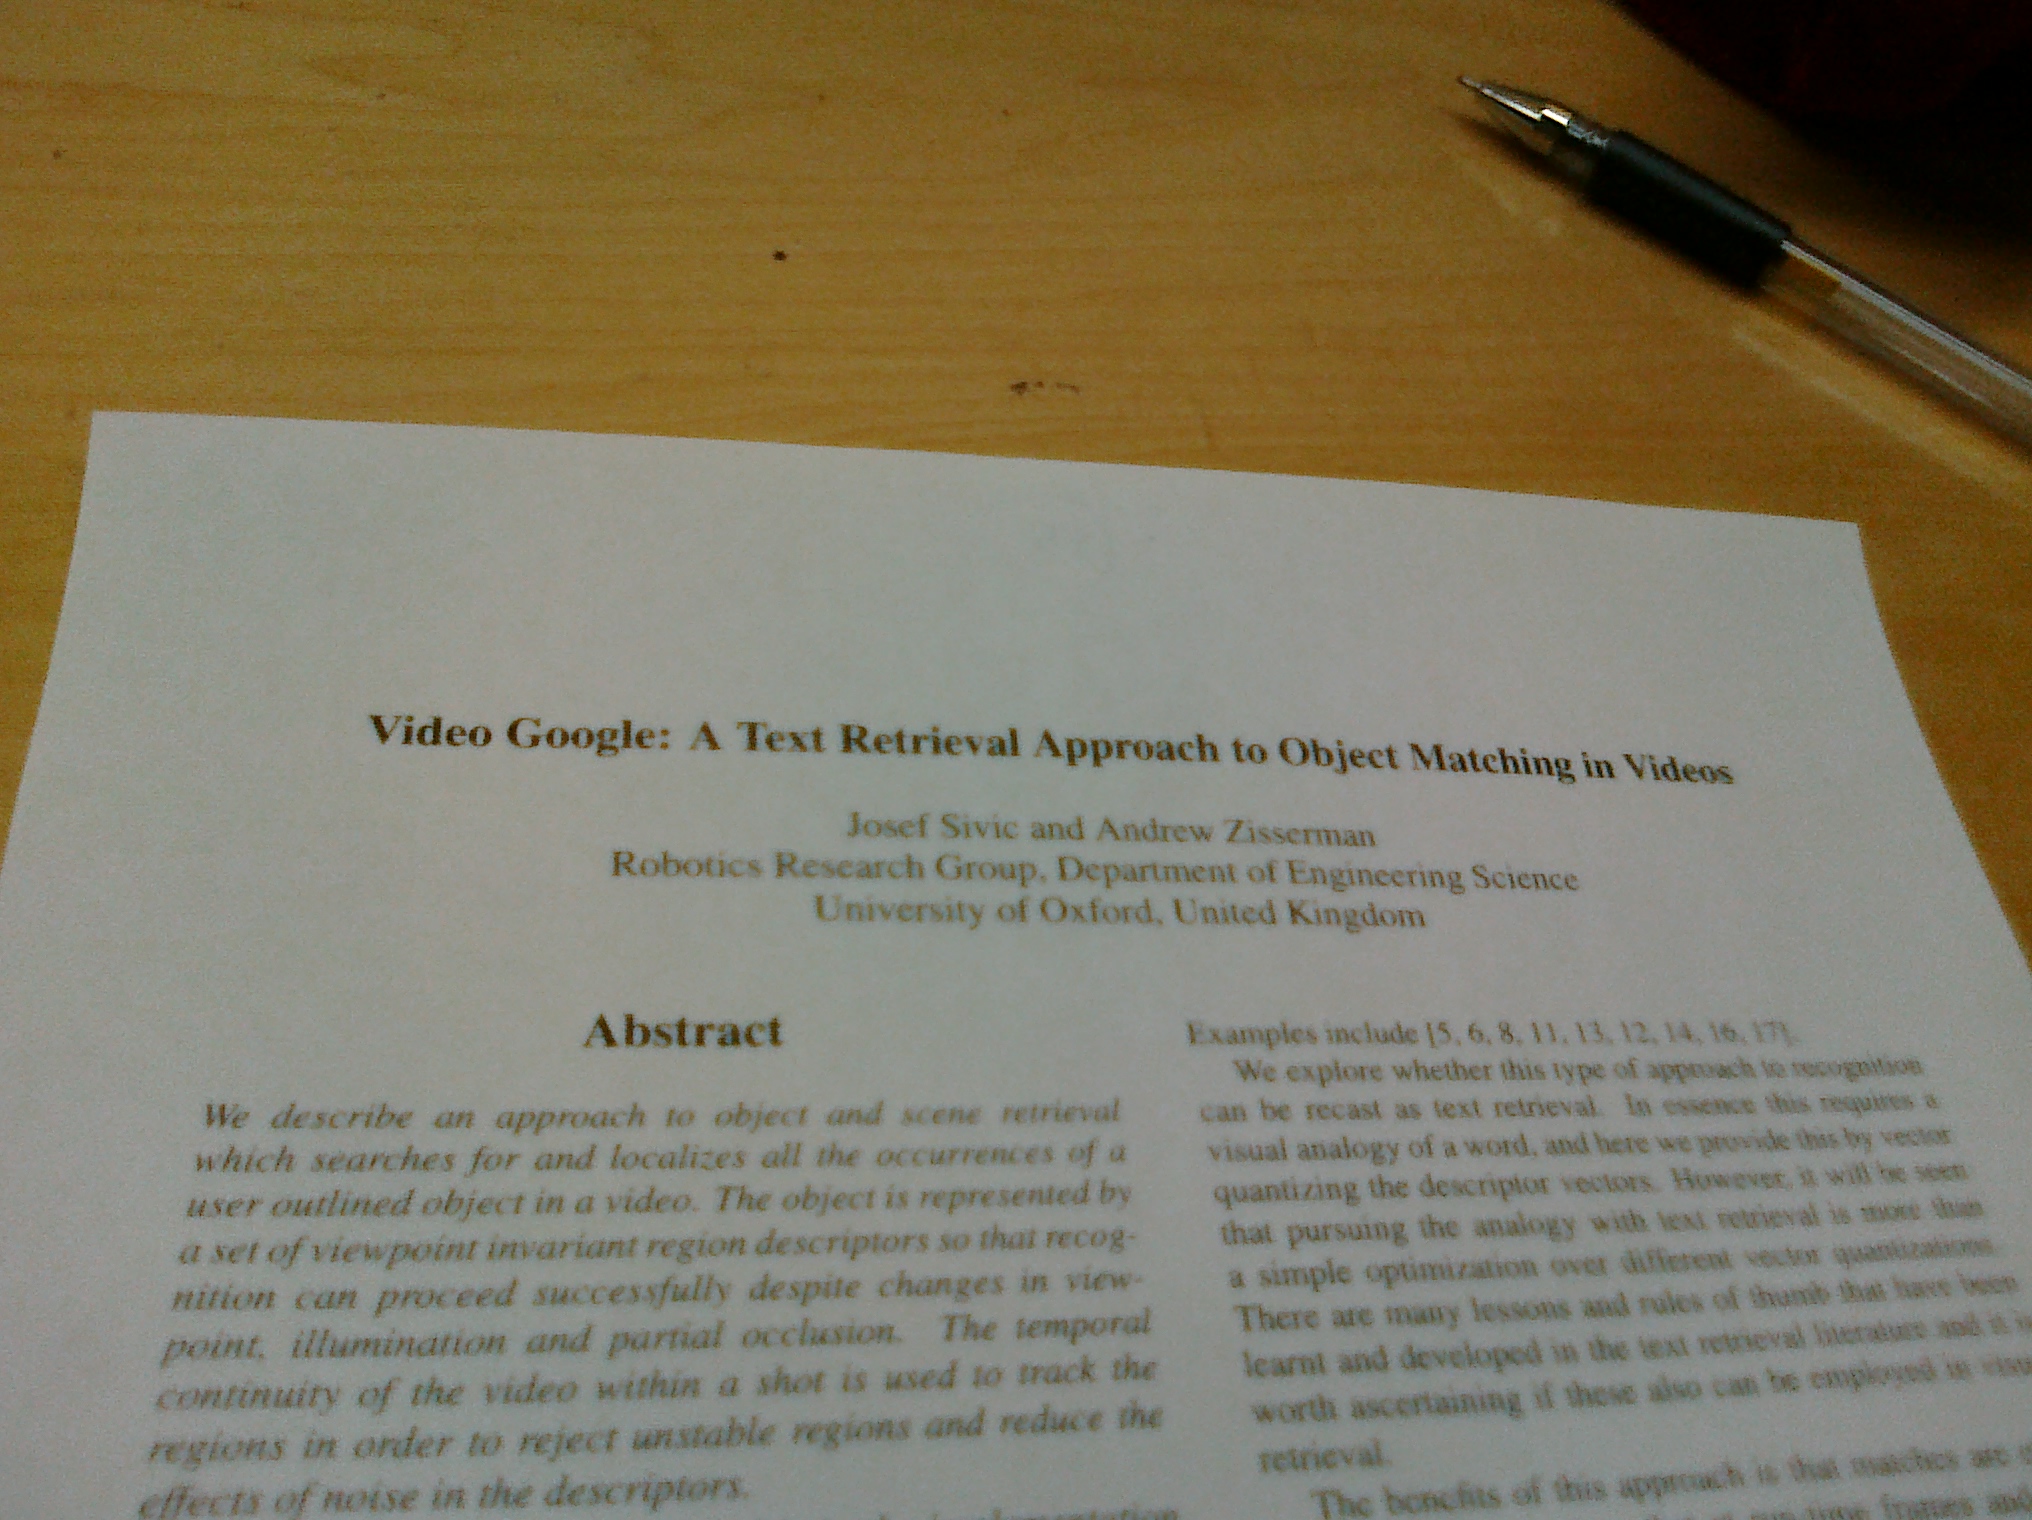 Video Google: A Text Retrieval Approach to Object Matching in Videos
Josef Sivic and Andrew Zisserman
Robotics Research Group, Department of Engineering Science
University of Oxford, United Kingdom
Abstract
We describe an approach to object and scene retrieval
which searches for and localizes all the occurrences of a
user outlined object in a video. The object is represented by
a set of viewpoint invariant region descriptors so that recog-
nition can proceed successfully despite changes in view-
point, illumination and partial occlusion. The temporal
continuity of the video within a shot is used to track the
regions in order to reject unstable regions and reduce the
effects of noise in the descriptors.
Examples include [5, 6, 8, 11, 13, 12, 14, 16, 17].
We explore whether this type of approach to recognition
can be recast as text retrieval. In essence this requires a
visual analogy of a word, and here we provide this by vector
quantizing the descriptor vectors. However, it will be seen
that pursuing the analogy with text retrieval is more than
a simple optimization over different vector quantizations.
There are many lessons and rules of thumb that have been
learnt and developed in the text retrieval literature and it
worth ascertaining if these also can be employed in
retrieval.
The benefits of this approach is that matches are